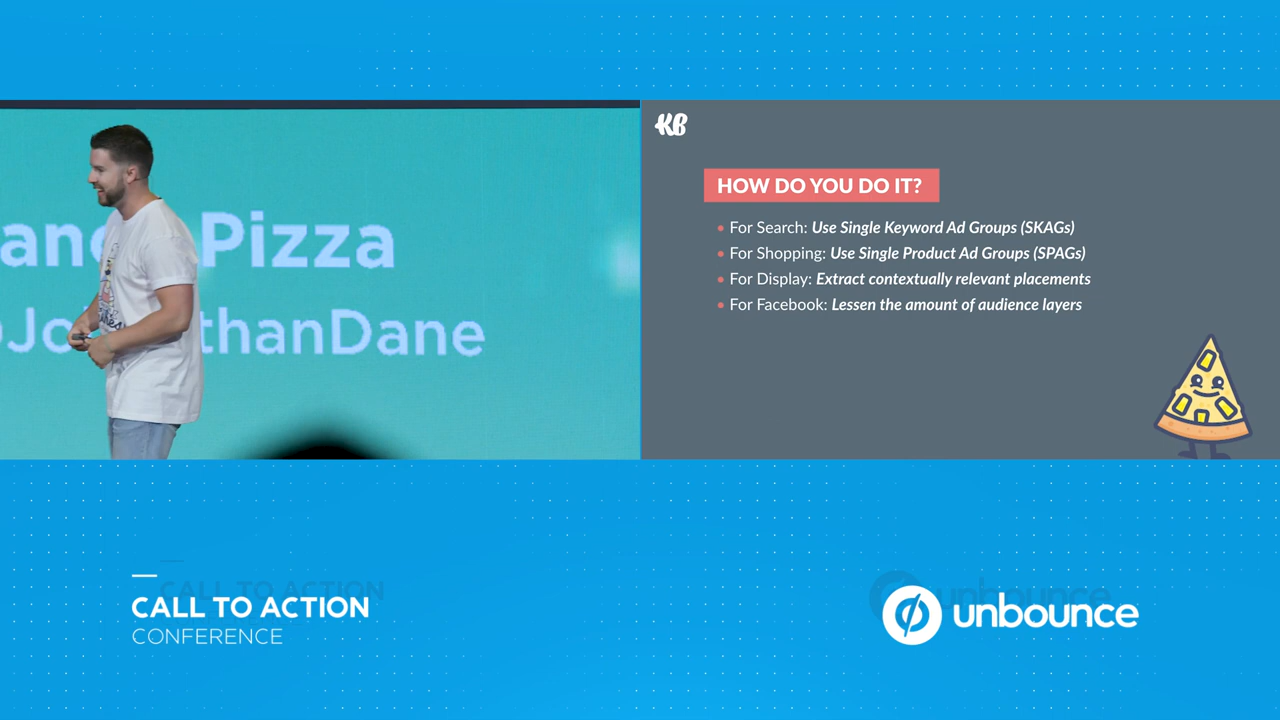 Pizza
thanDane
KB
HOW DO YOU DO IT?
• For Search: Use Single Keyword Ad Groups (SKAGs)
• For Shopping: Use Single Product Ad Groups (SPAGs)
• For Display: Extract contextually relevant placements
• For Facebook: Lessen the amount of audience layers
CALL TO ACTION
CONFERENCE
unbounce